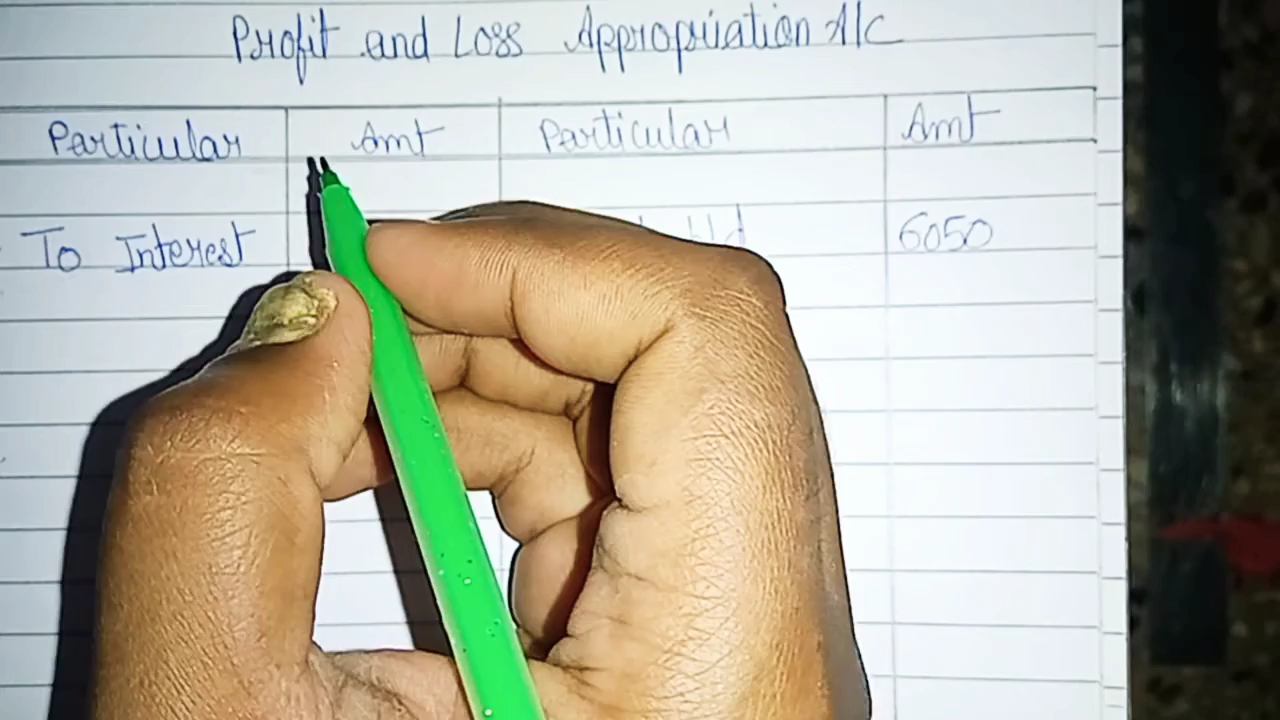 Profit and Loss Appropriation A/c
Particular Amt Particular Amt
To Interest 6050